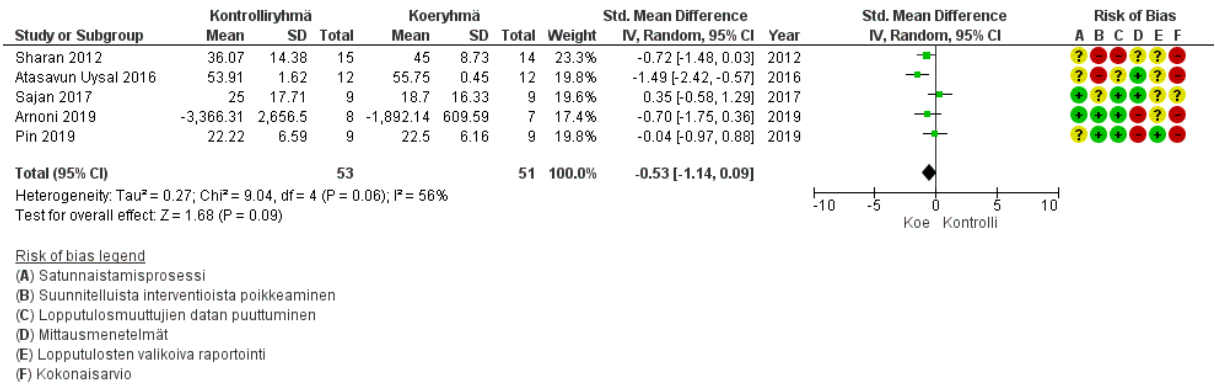 Kontrolliryhmä Koeryhmä Std. Mean Difference Std. Mean Difference Risk of Bias
Study or Subgroup Mean SD Total Mean SD Total Weight IV, Random, 95% CI Year IV, Random, 95% CI A B C D E F
Sharan 2012 36.07 14.38 15 45 8.73 14 23.3% -0.72 [-1.48, 0.03] 2012 ? - - - ? -
Atasavun Uysal 2016 53.91 1.62 12 55.75 0.45 12 19.8% -1.49 [-2.42, -0.57] 2016 ? - ? + ? -
Sajan 2017 25 17.71 9 18.7 16.33 9 19.6% 0.35 [-0.58, 1.29] 2017 + ? + + ? ?
Arnoni 2019 -3,366.31 2,656.5 8 -1,892.14 609.59 7 17.4% -0.70 [-1.75, 0.36] 2019 + + + - ? -
Pin 2019 22.22 6.59 9 22.5 6.16 9 19.8% -0.04 [-0.97, 0.88] 2019 ? + + - + -
Total (95% CI) 53 51 100.0% -0.53 [-1.14, 0.09]
Heterogeneity: Tau² = 0.27; Chi² = 9.04, df = 4 (P = 0.06); I² = 56%
Test for overall effect: Z = 1.68 (P = 0.09)
-10 -5 0 5 10
Koe Kontrolli
Risk of bias legend
(A) Satunnaistamisprosessi
(B) Suunnitelluista interventioista poikkeaminen
(C) Lopputulosmuuttujien datan puuttuminen
(D) Mittausmenetelmät
(E) Lopputulosten valikoiva raportointi
(F) Kokonaisarvio